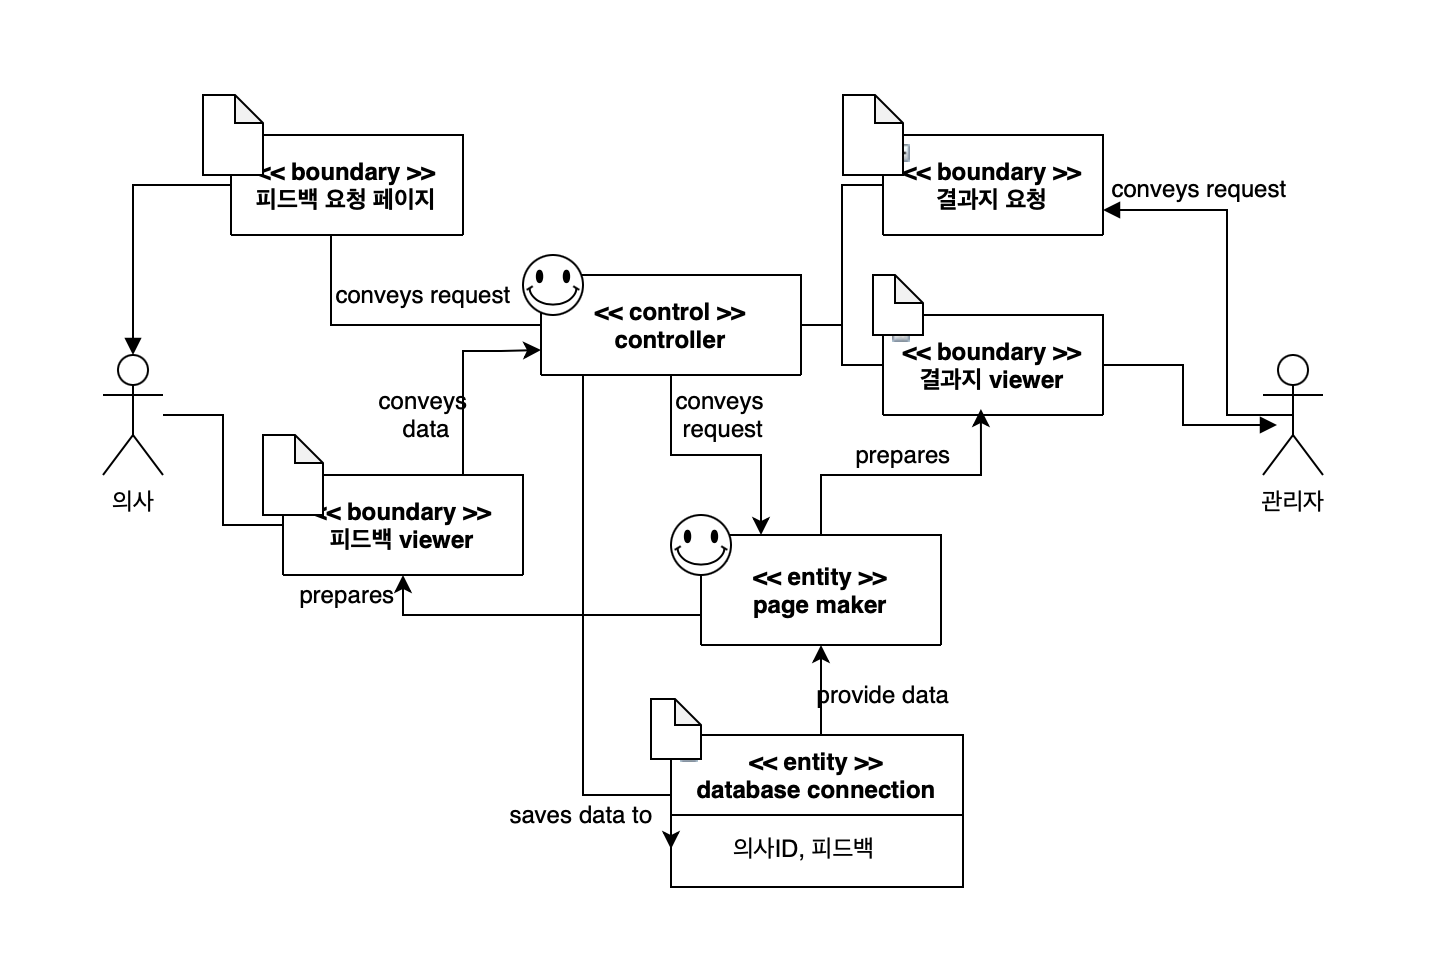 << boundary >>
피드백 요청 페이지
<< boundary >>
결과지 요청
conveys request
conveys request
<< control >>
controller
<< boundary >>
결과지 viewer
conveys
data
conveys
request
prepares
의사
관리자
<< boundary >>
피드백 viewer
prepares
<< entity >>
page maker
provide data
<< entity >>
database connection
saves data to
의사ID, 피드백